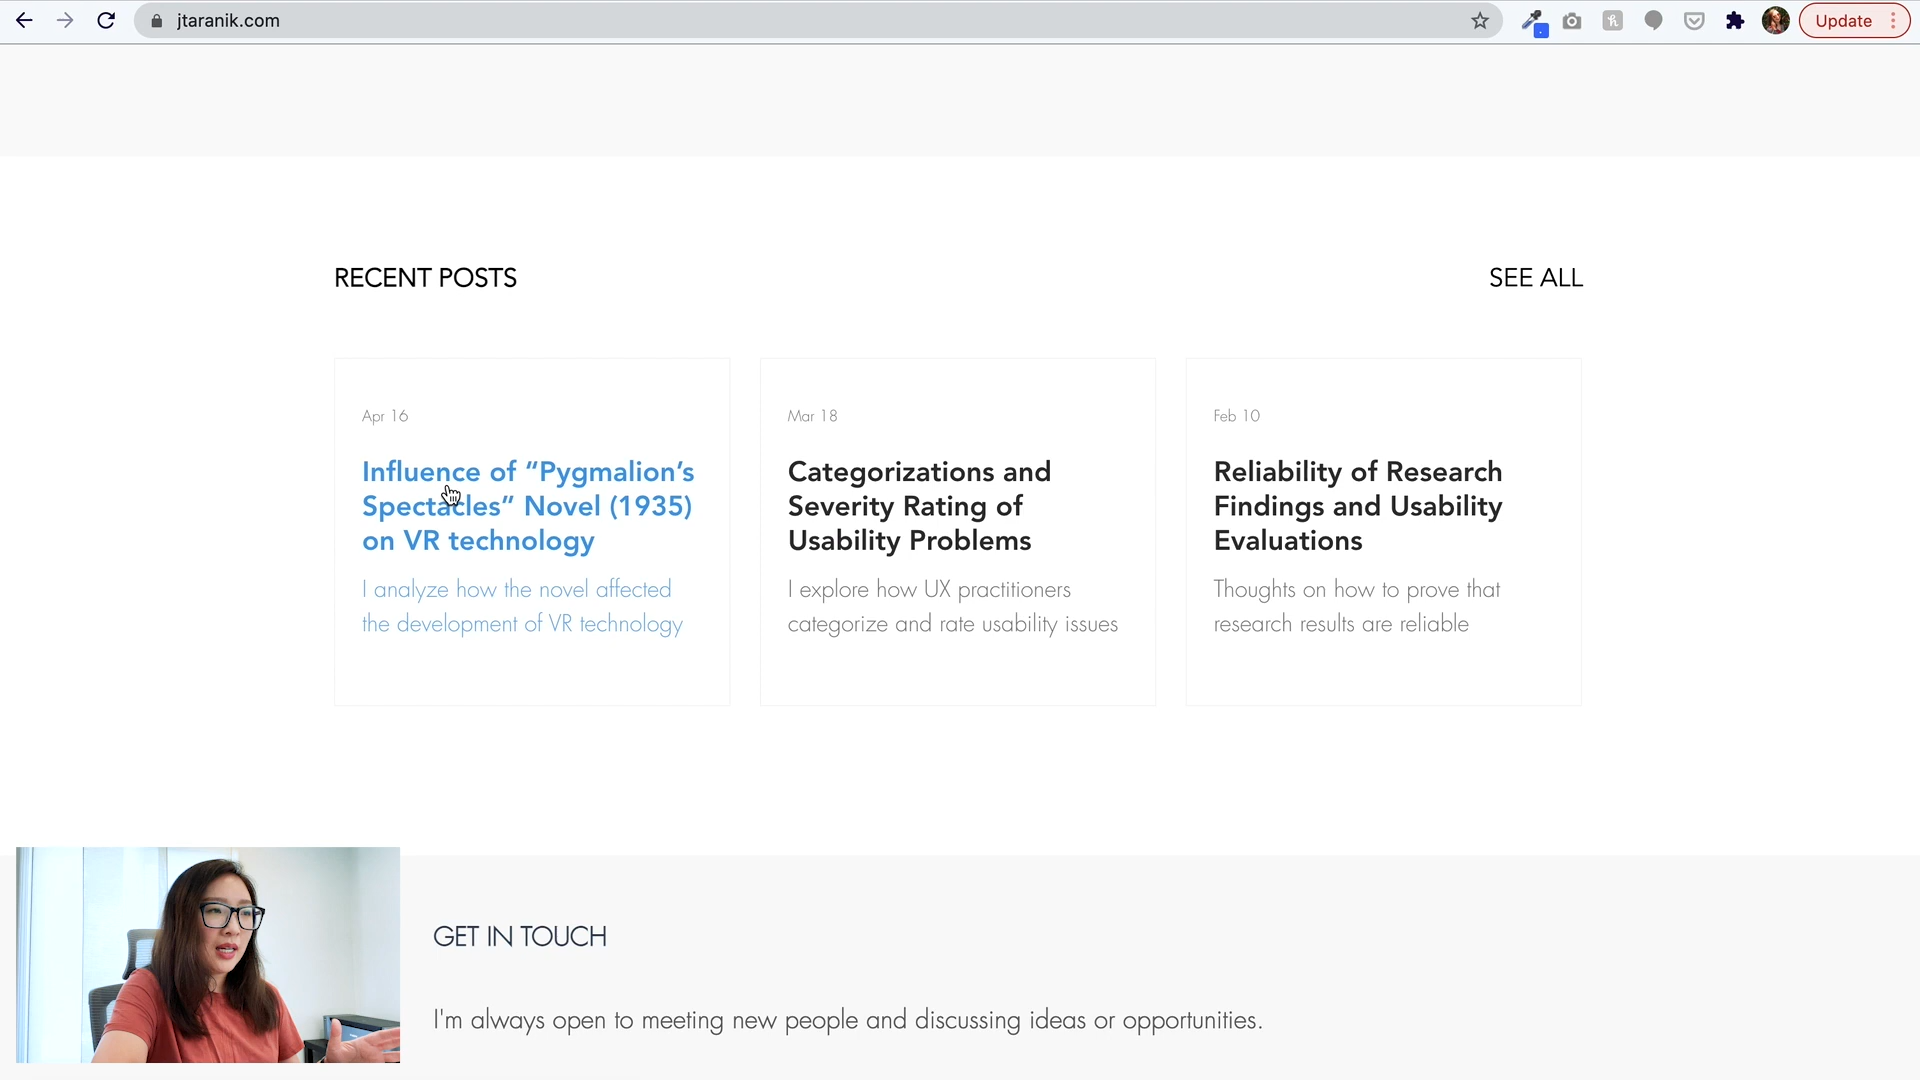 jtaranik.com
Update
RECENT POSTS
SEE ALL
Apr 16
Influence of “Pygmalion’s
Spectacles” Novel (1935)
on VR technology
I analyze how the novel affected
the development of VR technology
Mar 18
Categorizations and
Severity Rating of
Usability Problems
I explore how UX practitioners
categorize and rate usability issues
Feb 10
Reliability of Research
Findings and Usability
Evaluations
Thoughts on how to prove that
research results are reliable
GET IN TOUCH
I'm always open to meeting new people and discussing ideas or opportunities.